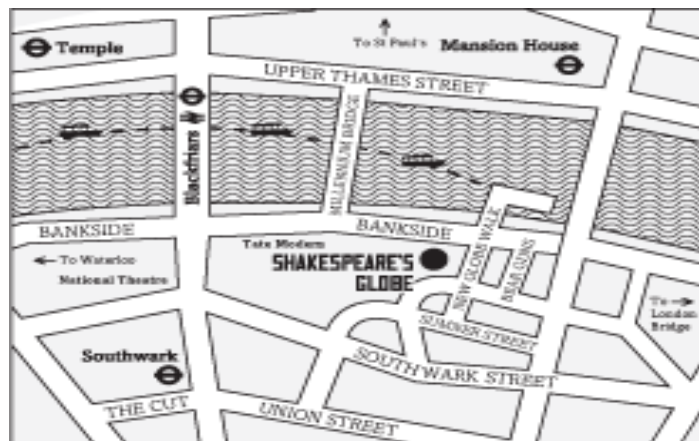 Temple
To St Paul's
Mansion House
UPPER THAMES STREET
Blackfriars
MILLENNIUM BRIDGE
BANKSIDE
BANKSIDE
Tate Modern
SHAKESPEARE'S
GLOBE
NEW GLOBE WALK
BEAR GDNS
To Waterloo
National Theatre
To
London
Bridge
SUMNER STREET
Southwark
SOUTHWARK STREET
THE CUT
UNION STREET